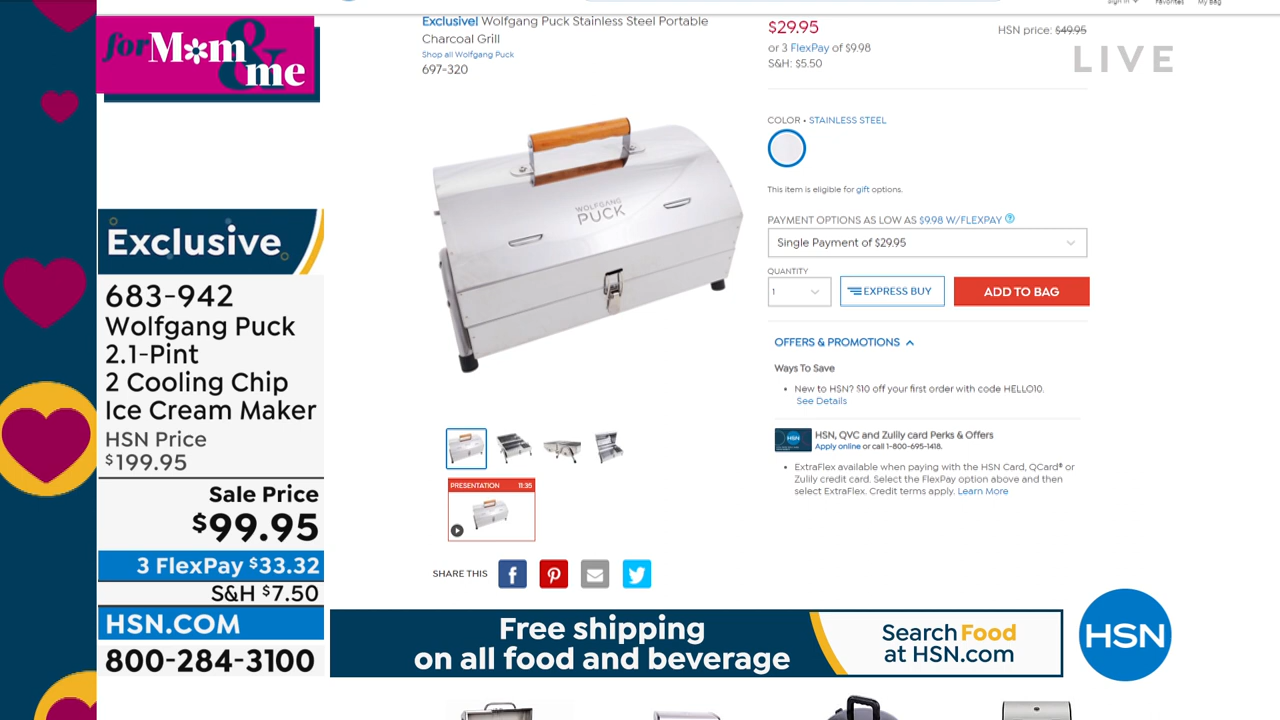 for Mom
& me
Exclusive
683-942
Wolfgang Puck
2.1-Pint
2 Cooling Chip
Ice Cream Maker
HSN Price
$199.95
Sale Price
$99.95
3 FlexPay $33.32
S&H $7.50
HSN.COM
800-284-3100
Sign in
Favorites
My Bag
Exclusive! Wolfgang Puck Stainless Steel Portable
Charcoal Grill
Shop all Wolfgang Puck
697-320
WOLFGANG
PUCK
PRESENTATION 11:35
SHARE THIS
$29.95
HSN price: $49.95
or 3 FlexPay of $9.98
S&H: $5.50
LIVE
COLOR • STAINLESS STEEL
This item is eligible for gift options.
PAYMENT OPTIONS AS LOW AS $9.98 W/FLEXPAY ?
Single Payment of $29.95
QUANTITY
1
EXPRESS BUY
ADD TO BAG
OFFERS & PROMOTIONS
Ways To Save
• New to HSN? $10 off your first order with code HELLO10.
See Details
HSN
HSN, QVC and Zulily card Perks & Offers
Apply online or call 1-800-695-1418.
• ExtraFlex available when paying with the HSN Card, QCard® or
Zulily credit card. Select the FlexPay option above and then
select ExtraFlex. Credit terms apply. Learn More
Free shipping
on all food and beverage
Search Food
at HSN.com
HSN